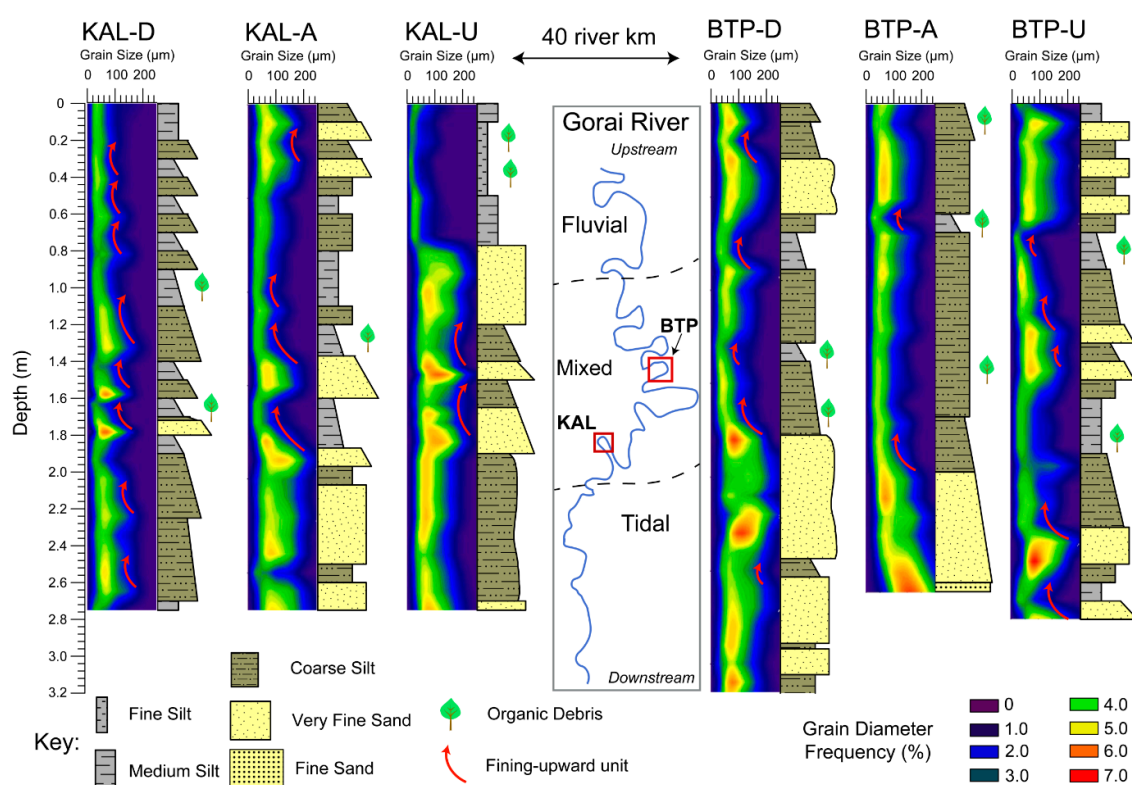 KAL-D
Grain Size (µm)
0 100 200
KAL-A
Grain Size (µm)
0 100 200
KAL-U
Grain Size (µm)
0 100 200
40 river km
BTP-D
Grain Size (µm)
0 100 200
BTP-A
Grain Size (µm)
0 100 200
BTP-U
Grain Size (µm)
0 100 200
Depth (m)
0
0.2
0.4
0.6
0.8
1.0
1.2
1.4
1.6
1.8
2.0
2.2
2.4
2.6
2.8
3.0
3.2
Gorai River
Upstream
Fluvial
Mixed
BTP
KAL
Tidal
Downstream
Key:
Fine Silt
Medium Silt
Coarse Silt
Very Fine Sand
Fine Sand
Organic Debris
Fining-upward unit
Grain Diameter
Frequency (%)
0
1.0
2.0
3.0
4.0
5.0
6.0
7.0